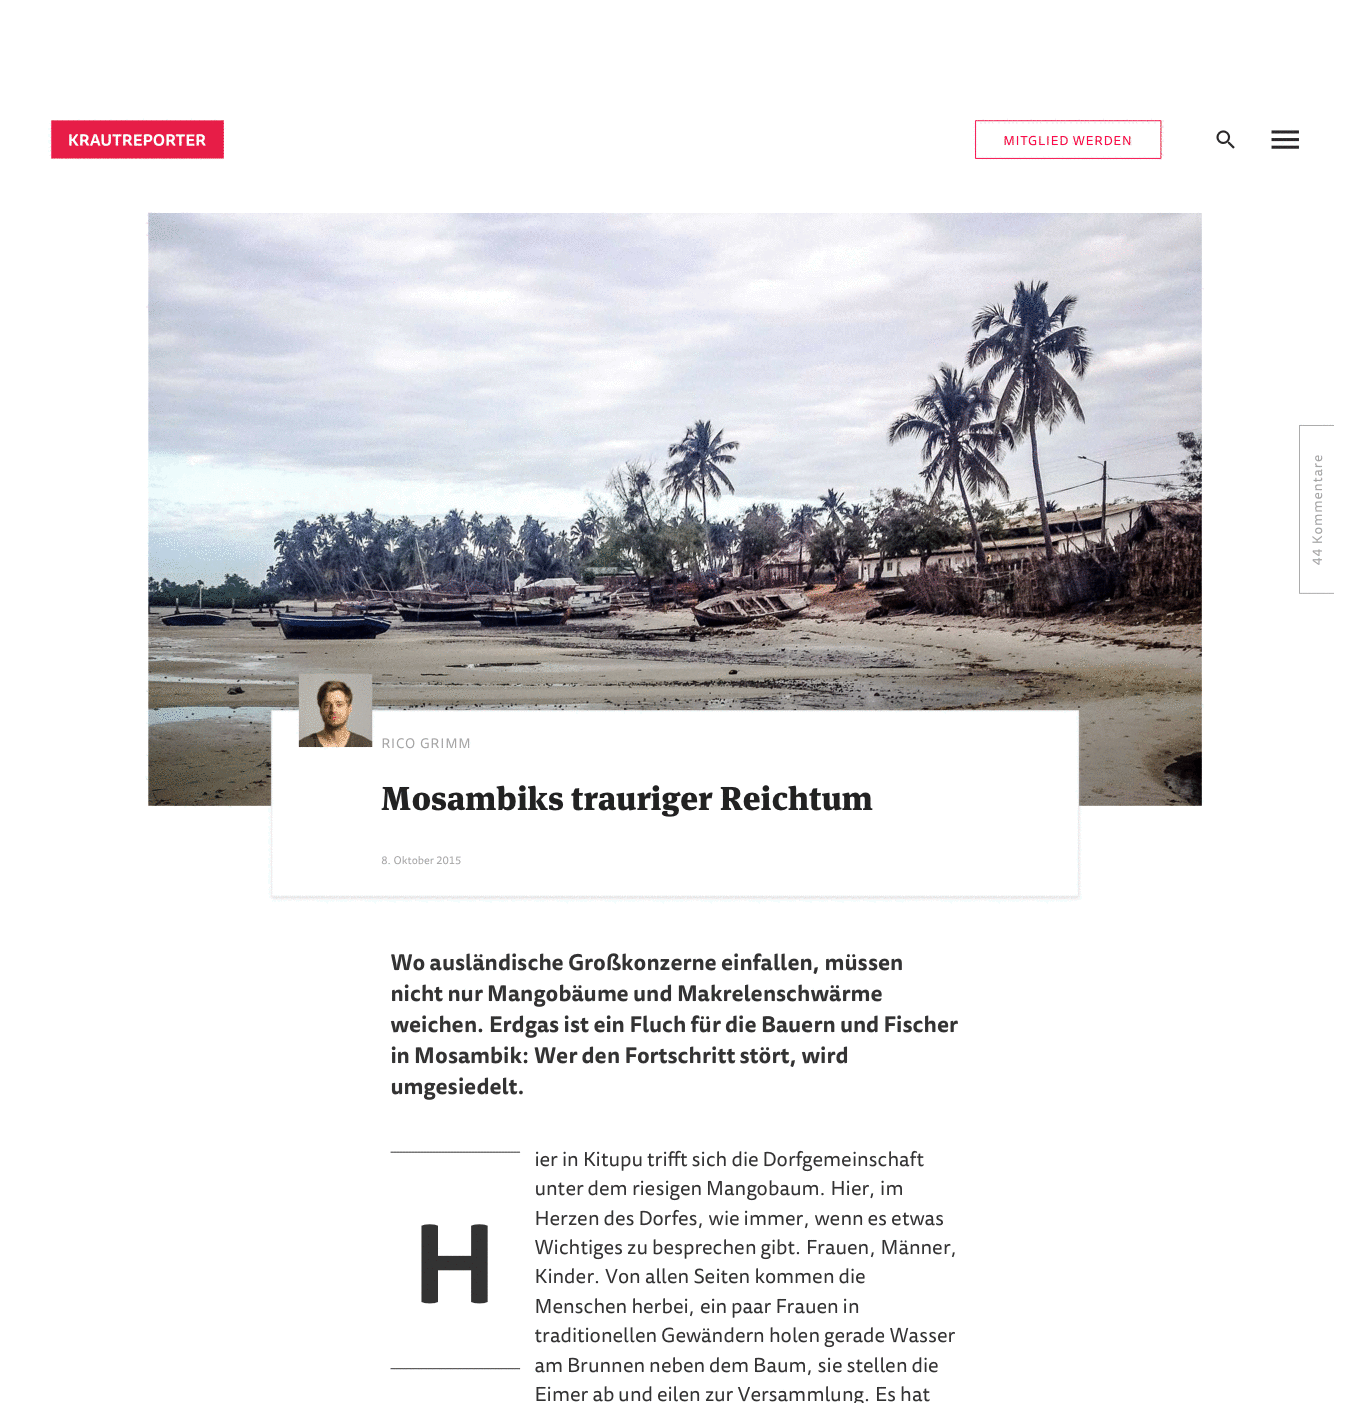 KRAUTREPORTER
MITGLIED WERDEN
44 Kommentare
RICO GRIMM
Mosambiks trauriger Reichtum
8. Oktober 2015
Wo ausländische Großkonzerne einfallen, müssen
nicht nur Mangobäume und Makrelenschwärme
weichen. Erdgas ist ein Fluch für die Bauern und Fischer
in Mosambik: Wer den Fortschritt stört, wird
umgesiedelt.
H
ier in Kitupu trifft sich die Dorfgemeinschaft
unter dem riesigen Mangobaum. Hier, im
Herzen des Dorfes, wie immer, wenn es etwas
Wichtiges zu besprechen gibt. Frauen, Männer,
Kinder. Von allen Seiten kommen die
Menschen herbei, ein paar Frauen in
traditionellen Gewändern holen gerade Wasser
am Brunnen neben dem Baum, sie stellen die
Eimer ab und eilen zur Versammlung. Es hat